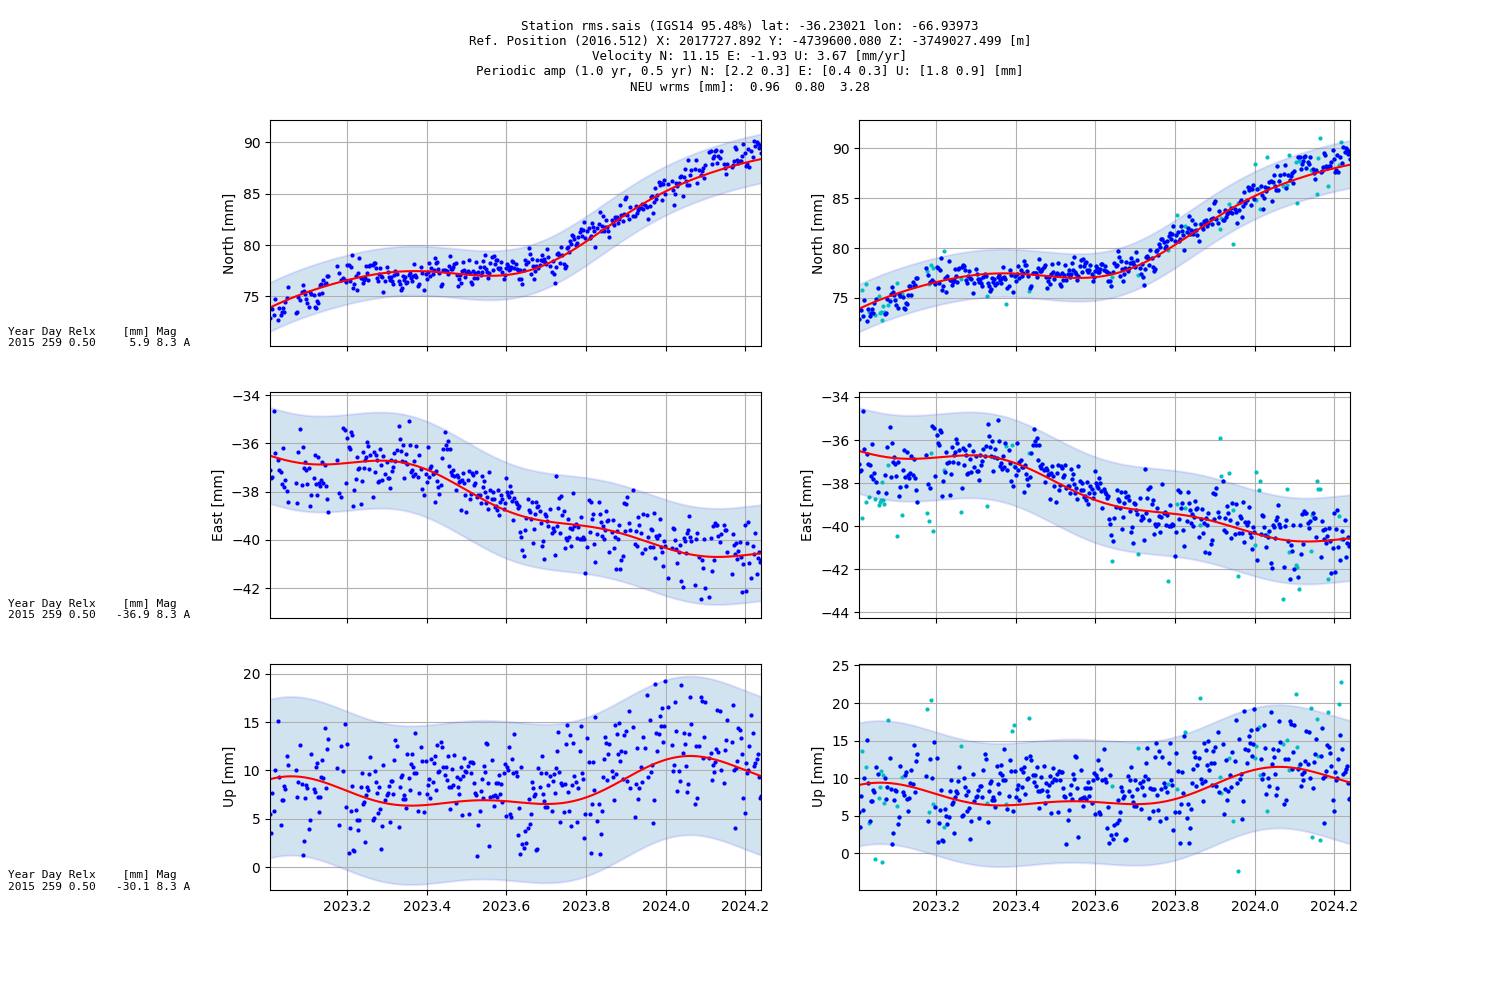 Station rms.sais (IGS14 95.48%) lat: -36.23021 lon: -66.93973
Ref. Position (2016.512) X: 2017727.892 Y: -4739600.080 Z: -3749027.499 [m]
Velocity N: 11.15 E: -1.93 U: 3.67 [mm/yr]
Periodic amp (1.0 yr, 0.5 yr) N: [2.2 0.3] E: [0.4 0.3] U: [1.8 0.9] [mm]
NEU wrms [mm]:  0.96  0.80  3.28
North [mm]
90
85
80
75
North [mm]
90
85
80
75
Year Day Relx    [mm] Mag
2015 259 0.50     5.9 8.3 A
East [mm]
−34
−36
−38
−40
−42
East [mm]
−34
−36
−38
−40
−42
−44
Year Day Relx    [mm] Mag
2015 259 0.50   -36.9 8.3 A
Up [mm]
20
15
10
5
0
Up [mm]
25
20
15
10
5
0
Year Day Relx    [mm] Mag
2015 259 0.50   -30.1 8.3 A
2023.2 2023.4 2023.6 2023.8 2024.0 2024.2
2023.2 2023.4 2023.6 2023.8 2024.0 2024.2